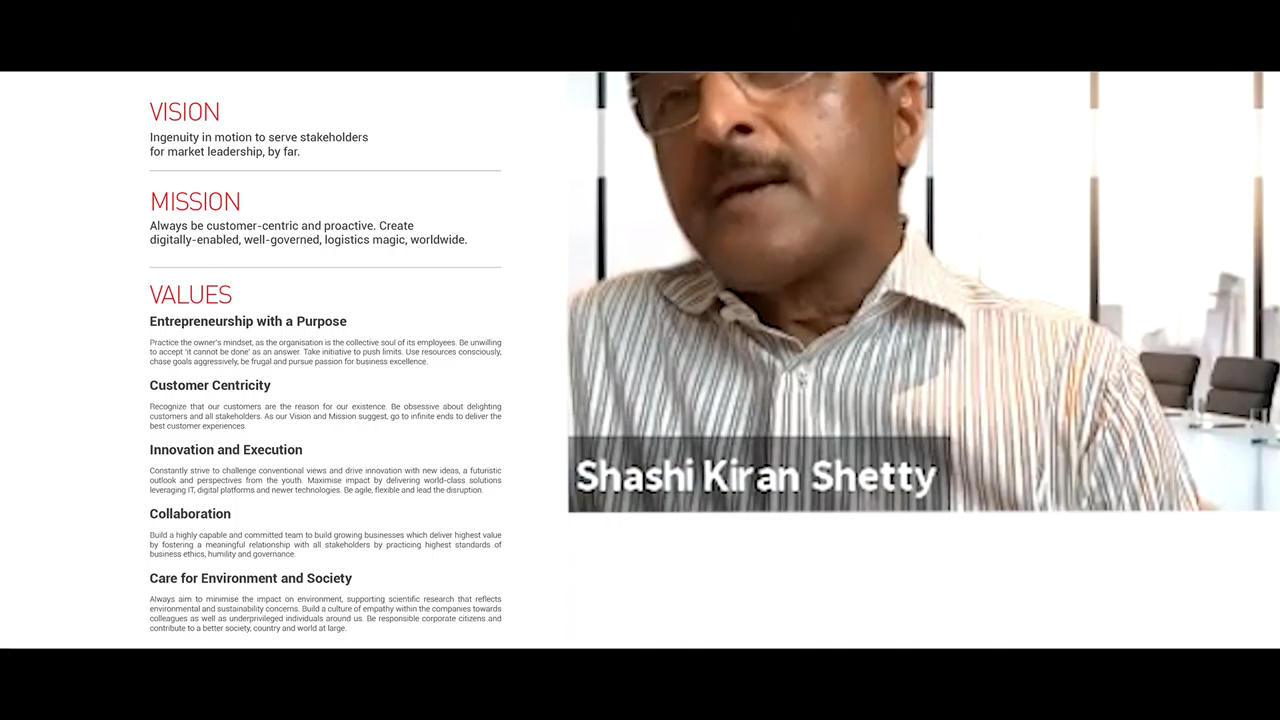 VISION
Ingenuity in motion to serve stakeholders
for market leadership, by far.
MISSION
Always be customer-centric and proactive. Create
digitally-enabled, well-governed, logistics magic, worldwide.
VALUES
Entrepreneurship with a Purpose
Practice the owner's mindset, as the organisation is the collective soul of its employees. Be unwilling
to accept 'it cannot be done' as an answer. Take initiative to push limits. Use resources consciously,
chase goals aggressively, be frugal and pursue passion for business excellence.
Customer Centricity
Recognize that our customers are the reason for our existence. Be obsessive about delighting
customers and all stakeholders. As our Vision and Mission suggest, go to infinite ends to deliver the
best customer experiences.
Innovation and Execution
Constantly strive to challenge conventional views and drive innovation with new ideas, a futuristic
outlook and perspectives from the youth. Maximise impact by delivering world-class solutions
leveraging IT, digital platforms and newer technologies. Be agile, flexible and lead the disruption.
Collaboration
Build a highly capable and committed team to build growing businesses which deliver highest value
by fostering a meaningful relationship with all stakeholders by practicing highest standards of
business ethics, humility and governance.
Care for Environment and Society
Always aim to minimise the impact on environment, supporting scientific research that reflects
environmental and sustainability concerns. Build a culture of empathy within the companies towards
colleagues as well as underprivileged individuals around us. Be responsible corporate citizens and
contribute to a better society, country and world at large.
Shashi Kiran Shetty